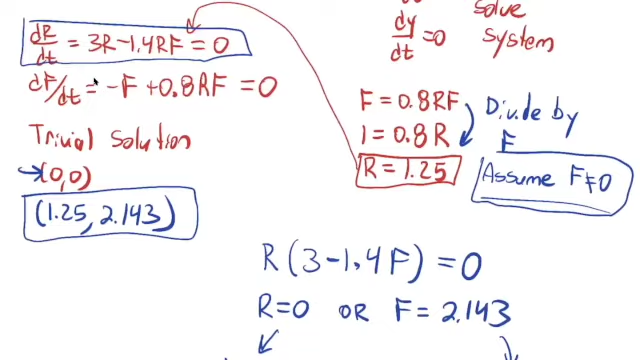 dR/dt = 3R-1.4RF = 0
dF/dt = -F + 0.8RF = 0
Trivial Solution
→(0,0)
(1.25, 2.143)
solve
dy/dt = 0 system
F = 0.8RF
1 = 0.8R
R = 1.25
Divide by
F
Assume F≠0
R(3-1.4F) = 0
R=0 OR F= 2.143